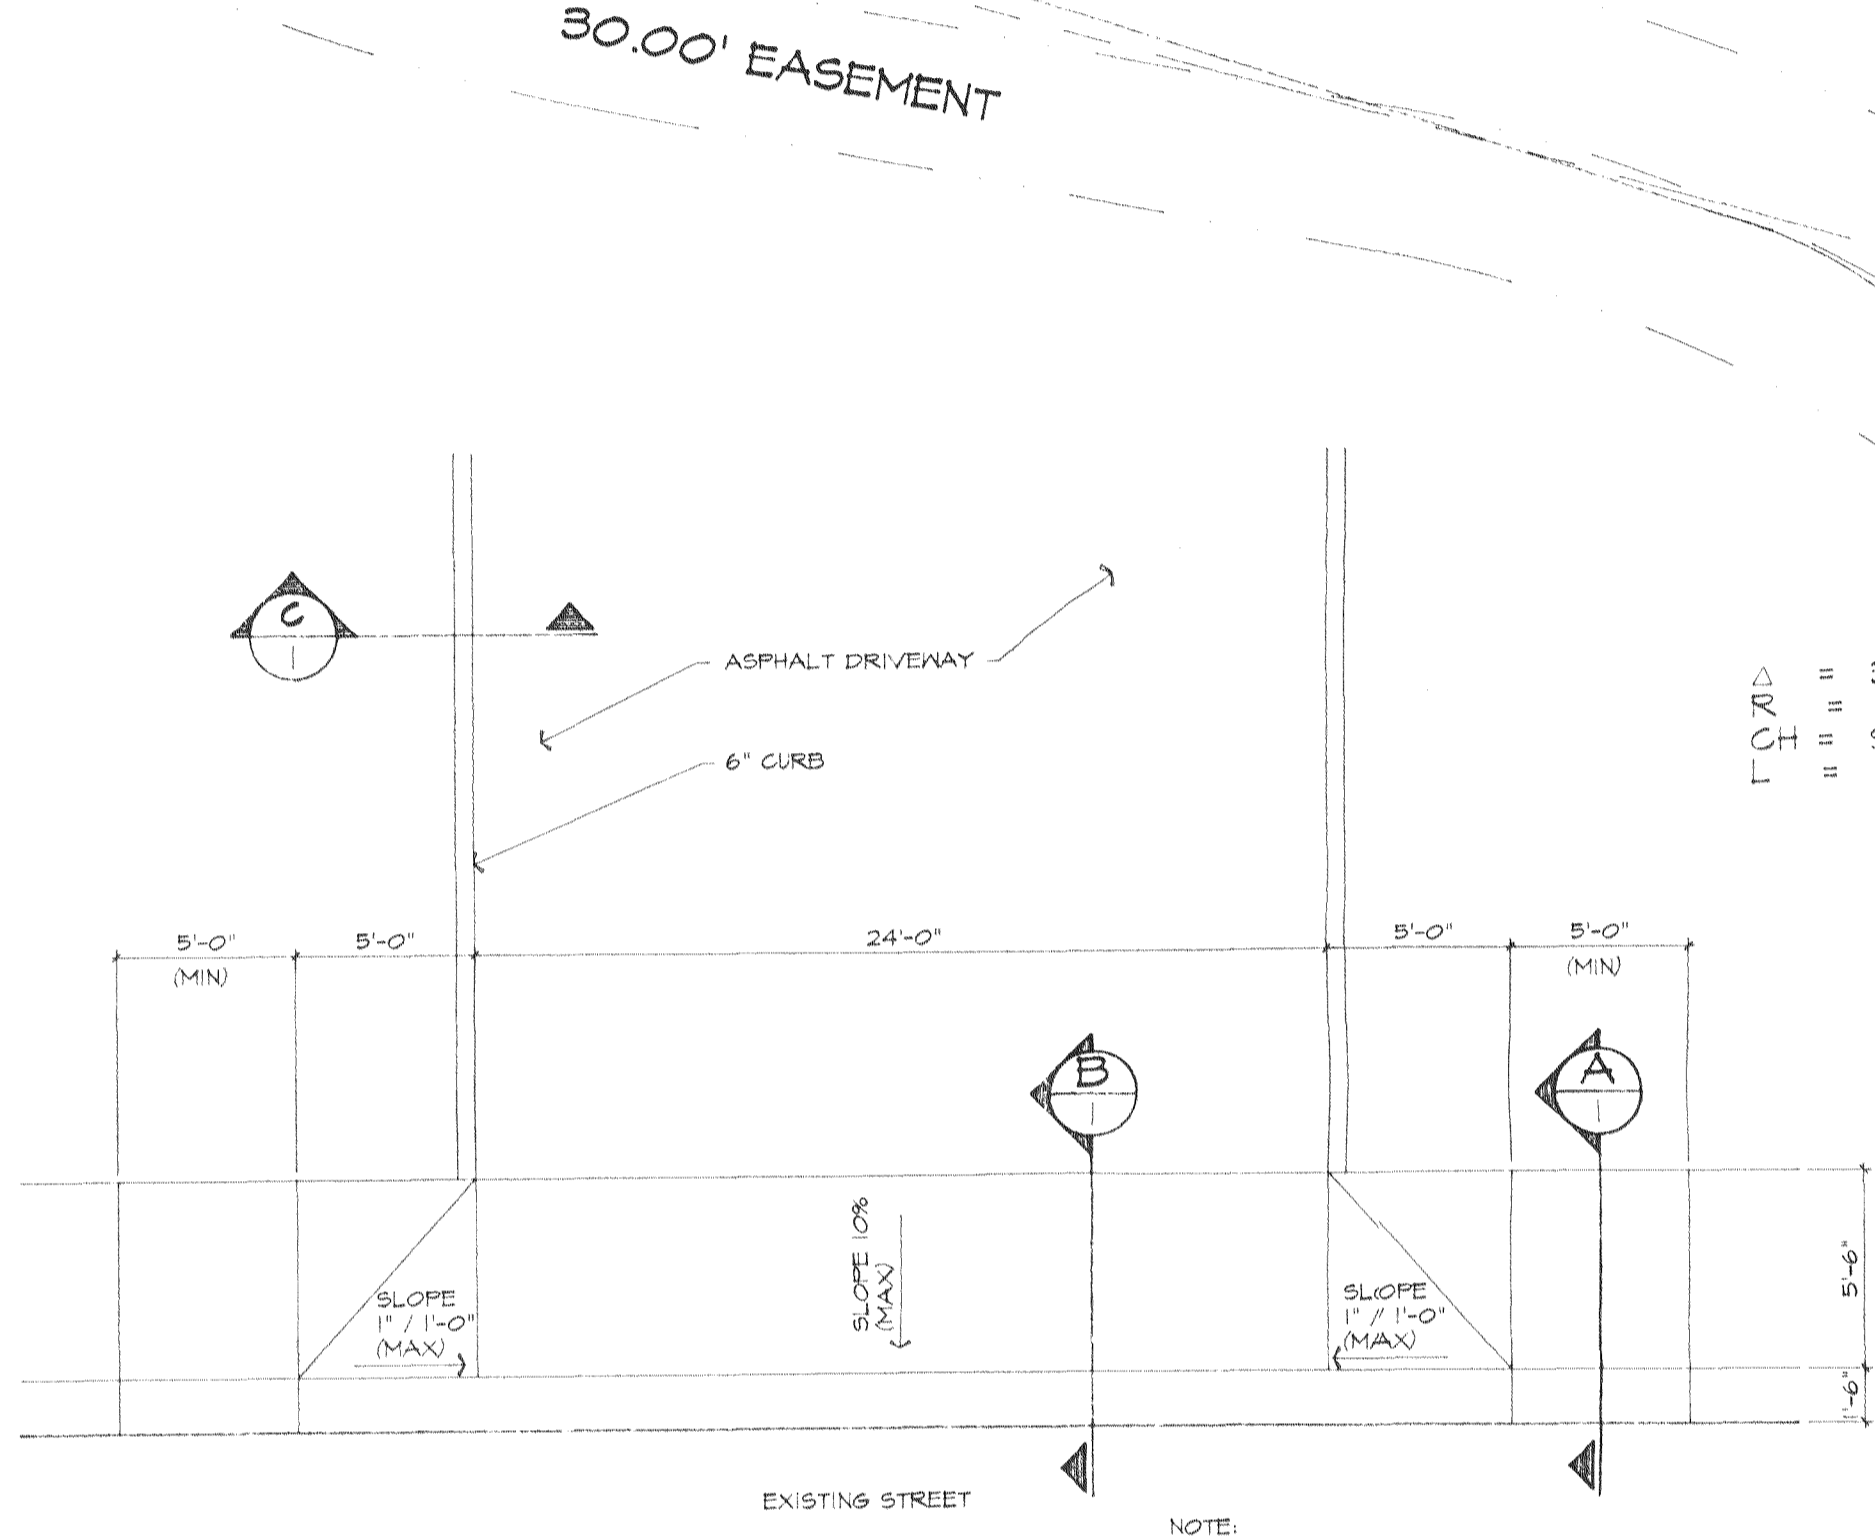 30.00' EASEMENT
C
ASPHALT DRIVEWAY
6" CURB
Δ =
R =
CH =
L =
5'-0"
(MIN)
5'-0"
24'-0"
5'-0"
5'-0"
(MIN)
B
A
SLOPE 10%
(MAX)
SLOPE
1" / 1'-0"
(MAX)
SLOPE
1" / 1'-0"
(MAX)
5'-6"
1'-6"
EXISTING STREET
NOTE: